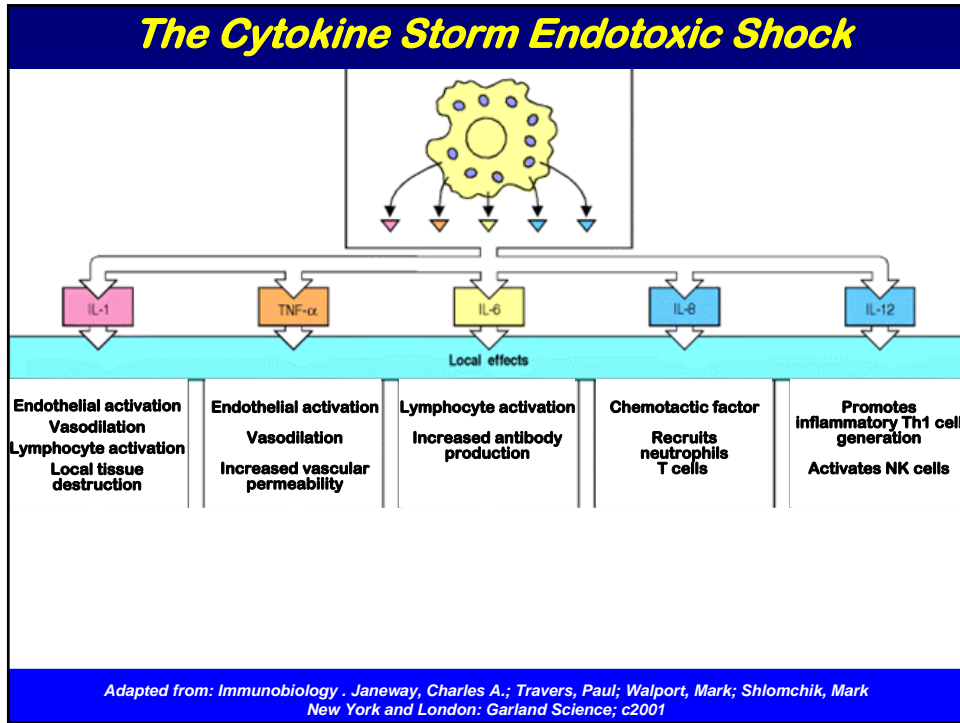 The Cytokine Storm Endotoxic Shock
IL-1
TNF-α
IL-6
IL-8
IL-12
Local effects
Endothelial activation
Vasodilation
Lymphocyte activation
Local tissue
destruction
Endothelial activation
Vasodilation
Increased vascular
permeability
Lymphocyte activation
Increased antibody
production
Chemotactic factor
Recruits
neutrophils
T cells
Promotes
inflammatory Th1 cell
generation
Activates NK cells
Adapted from: Immunobiology . Janeway, Charles A.; Travers, Paul; Walport, Mark; Shlomchik, Mark
New York and London: Garland Science; c2001